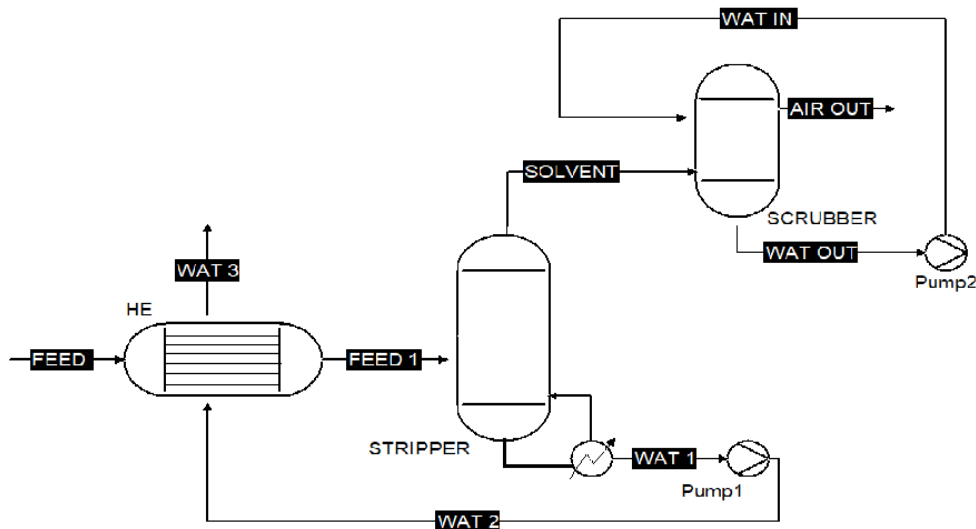 WAT IN
AIR OUT
SOLVENT
SCRUBBER
WAT OUT
Pump2
WAT 3
HE
FEED
FEED 1
STRIPPER
WAT 1
Pump1
WAT 2